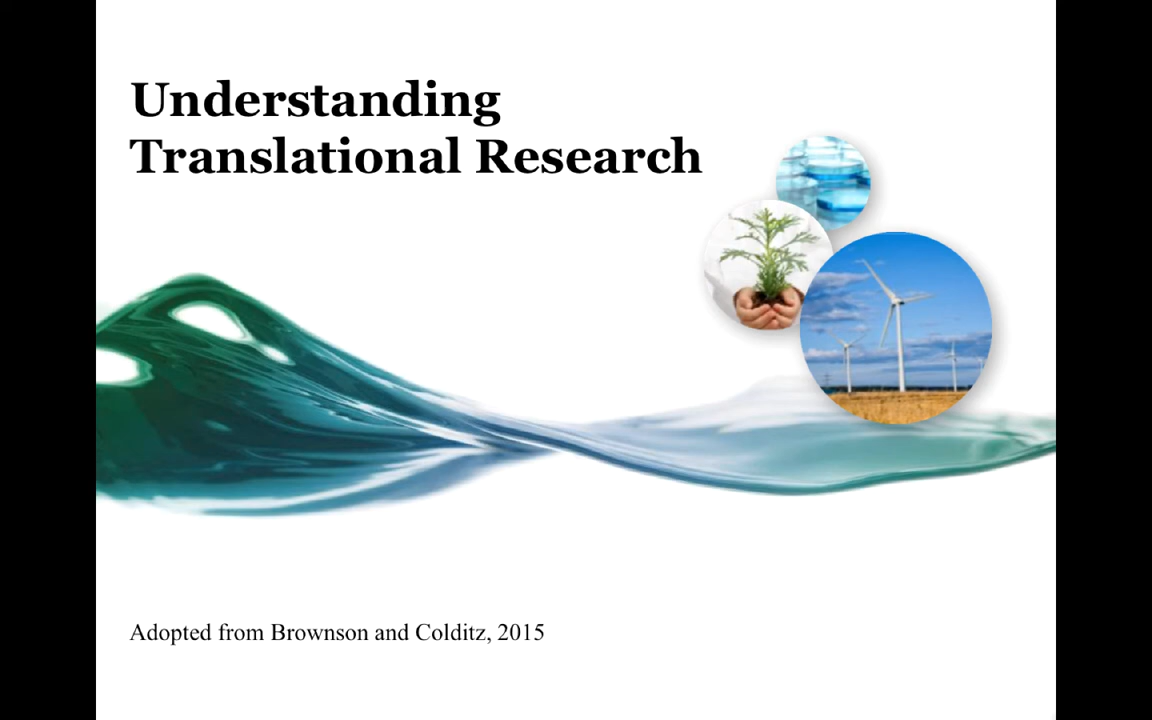 Understanding
Translational Research
Adopted from Brownson and Colditz, 2015